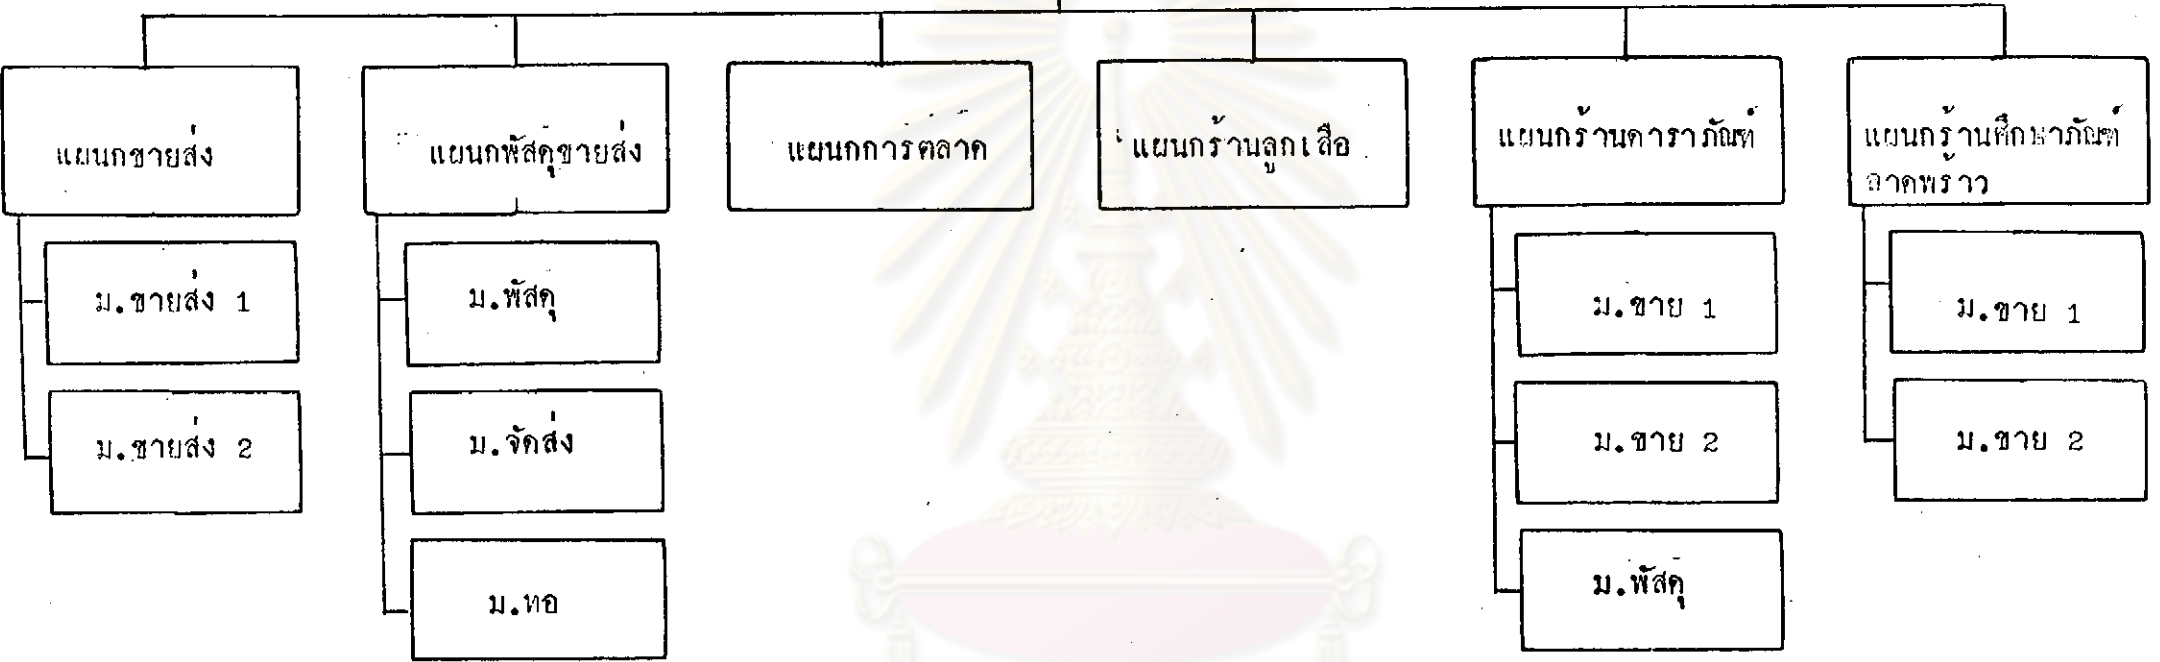 แผนกขายส่ง
แผนกพัสดุขายส่ง
แผนกการตลาด
แผนกร้านลูกเสือ
แผนกร้านดาราภัณฑ์
แผนกร้านศึกษาภัณฑ์
ลาดพร้าว
ม.ขายส่ง 1
ม.พัสดุ
ม.ขาย 1
ม.ขาย 1
ม.ขายส่ง 2
ม.จัดส่ง
ม.ขาย 2
ม.ขาย 2
ม.หอ
ม.พัสดุ